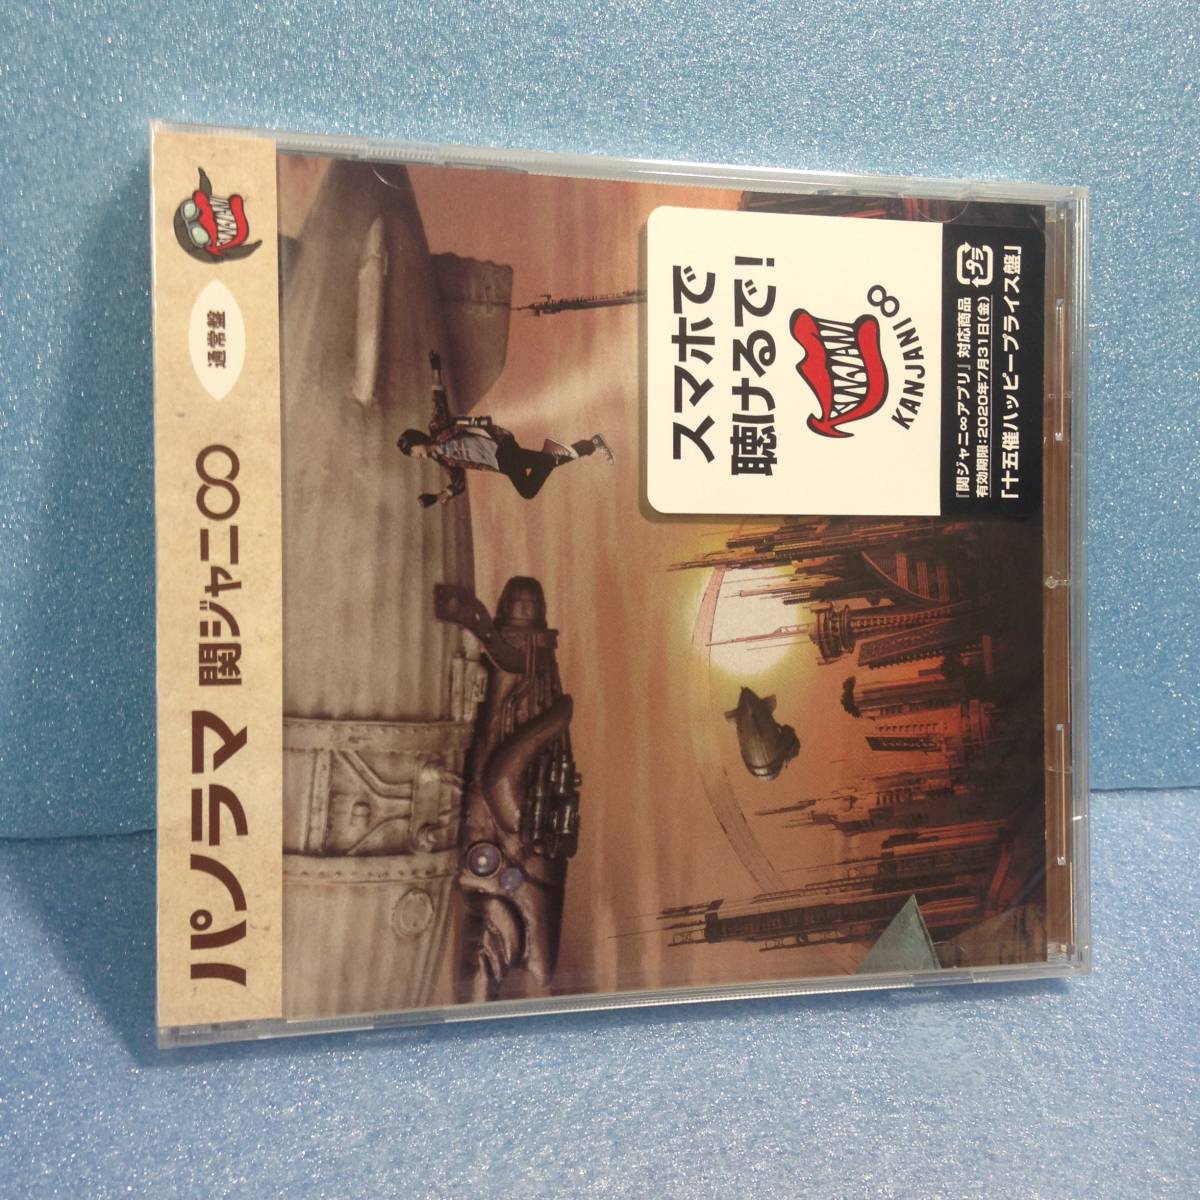 パノラマ 関ジャニ∞
通常盤
スマホで
聴けるで!
KANJANI∞
「関ジャニ∞アプリ」対応商品
有効期限:2020年7月31日(金)
「十五催ハッピープライス盤」
プラ